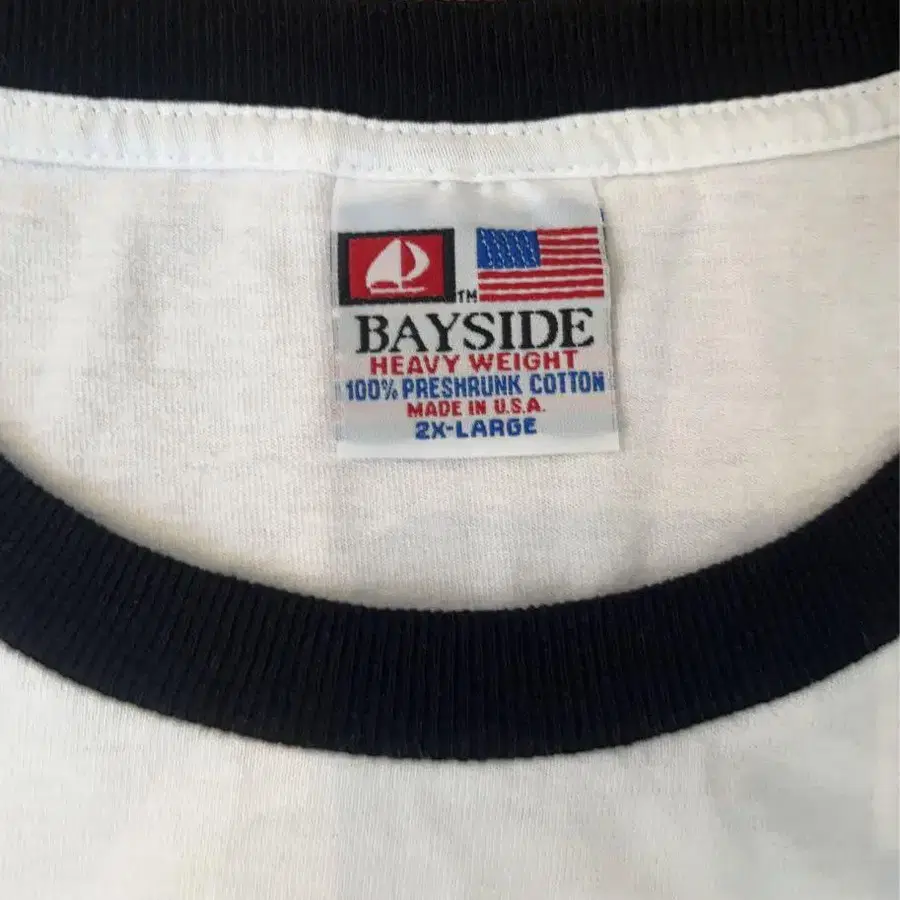 TM
BAYSIDE
HEAVY WEIGHT
100% PRESHRUNK COTTON
MADE IN U.S.A.
2X-LARGE